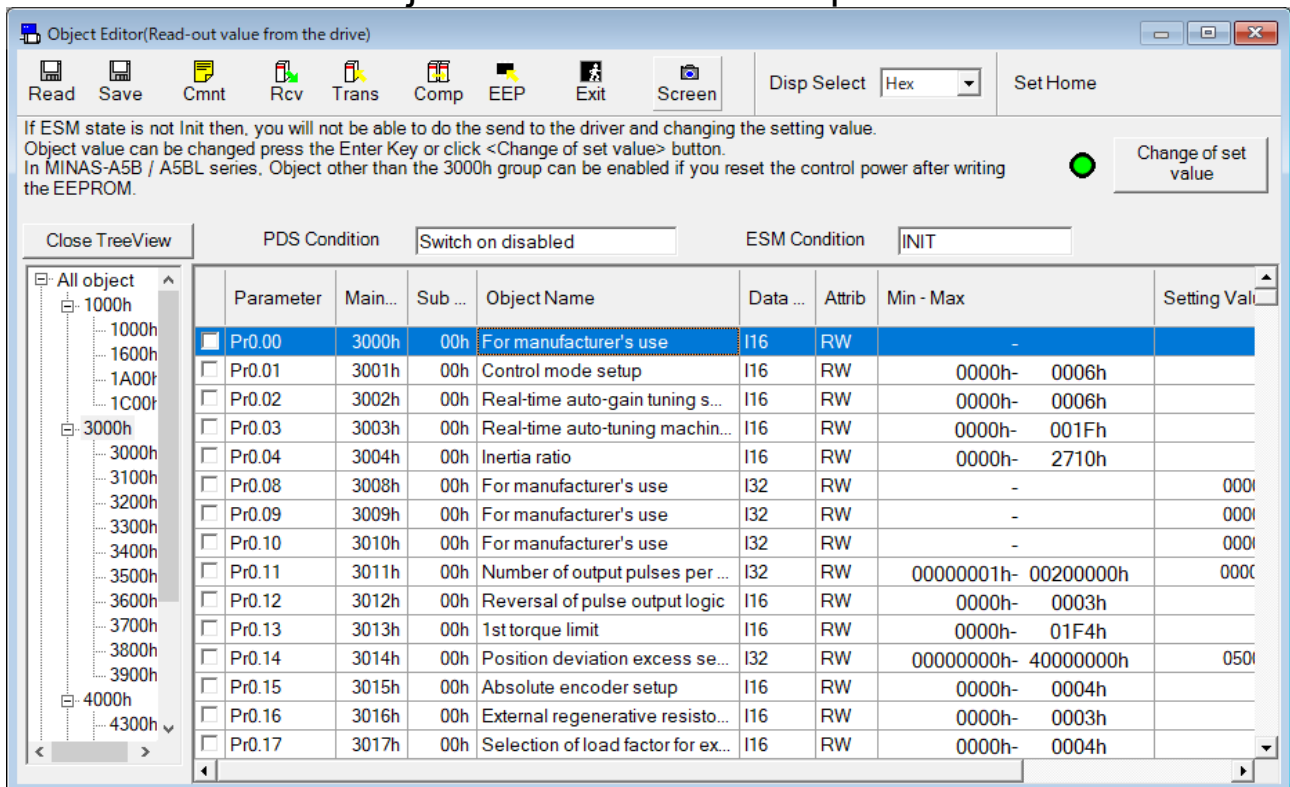 Object Editor(Read-out value from the drive)
Read Save Cmnt Rcv Trans Comp EEP Exit Screen Disp Select Hex Set Home
If ESM state is not Init then, you will not be able to do the send to the driver and changing the setting value.
Object value can be changed press the Enter Key or click <Change of set value> button.
In MINAS-A5B / A5BL series, Object other than the 3000h group can be enabled if you reset the control power after writing
the EEPROM.
Change of set
value
Close TreeView PDS Condition Switch on disabled ESM Condition INIT
All object
1000h
1000h
1600h
1A00h
1C00h
3000h
3000h
3100h
3200h
3300h
3400h
3500h
3600h
3700h
3800h
3900h
4000h
4300h
Parameter Main... Sub ... Object Name Data ... Attrib Min - Max Setting Valu
Pr0.00 3000h 00h For manufacturer's use I16 RW -
Pr0.01 3001h 00h Control mode setup I16 RW 0000h- 0006h
Pr0.02 3002h 00h Real-time auto-gain tuning s... I16 RW 0000h- 0006h
Pr0.03 3003h 00h Real-time auto-tuning machin... I16 RW 0000h- 001Fh
Pr0.04 3004h 00h Inertia ratio I16 RW 0000h- 2710h
Pr0.08 3008h 00h For manufacturer's use I32 RW - 0000
Pr0.09 3009h 00h For manufacturer's use I32 RW - 0000
Pr0.10 3010h 00h For manufacturer's use I32 RW - 0000
Pr0.11 3011h 00h Number of output pulses per ... I32 RW 00000001h- 00200000h 0000
Pr0.12 3012h 00h Reversal of pulse output logic I16 RW 0000h- 0003h
Pr0.13 3013h 00h 1st torque limit I16 RW 0000h- 01F4h
Pr0.14 3014h 00h Position deviation excess se... I32 RW 00000000h- 40000000h 0500
Pr0.15 3015h 00h Absolute encoder setup I16 RW 0000h- 0004h
Pr0.16 3016h 00h External regenerative resisto... I16 RW 0000h- 0003h
Pr0.17 3017h 00h Selection of load factor for ex... I16 RW 0000h- 0004h